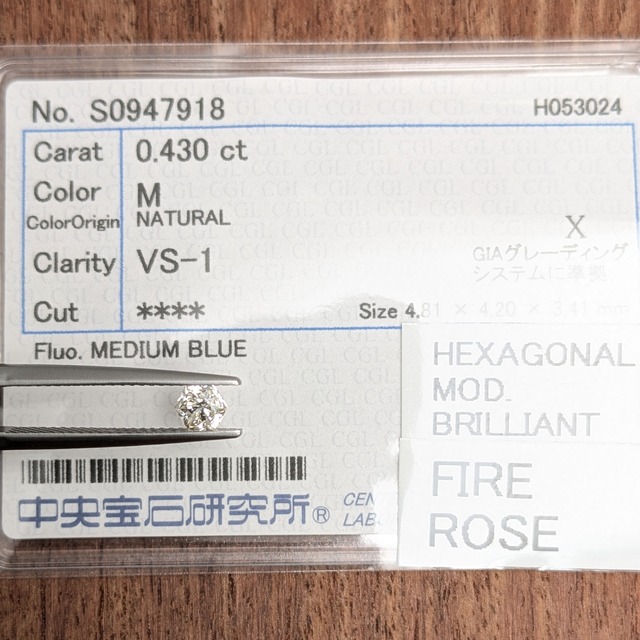 No. S0947918 H053024
Carat 0.430 ct
Color M
ColorOrigin NATURAL
X
Clarity VS-1
GIAグレーディング
システムに準拠
Cut ****
Size 4.81 × 4.20 × 3.41 mm
Fluo. MEDIUM BLUE
HEXAGONAL
MOD.
BRILLIANT
FIRE
ROSE
中央宝石研究所®
LAB